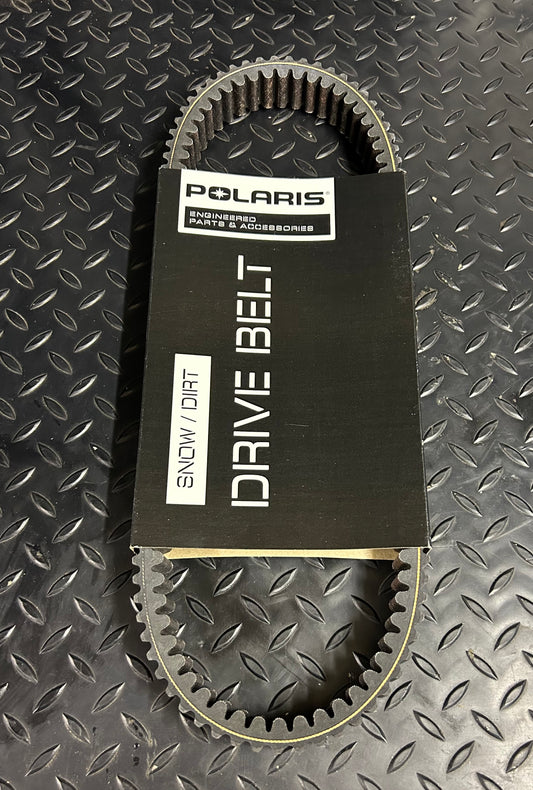 POLARIS
ENGINEERED
PARTS & ACCESSORIES
DRIVE BELT
SNOW / DIRT